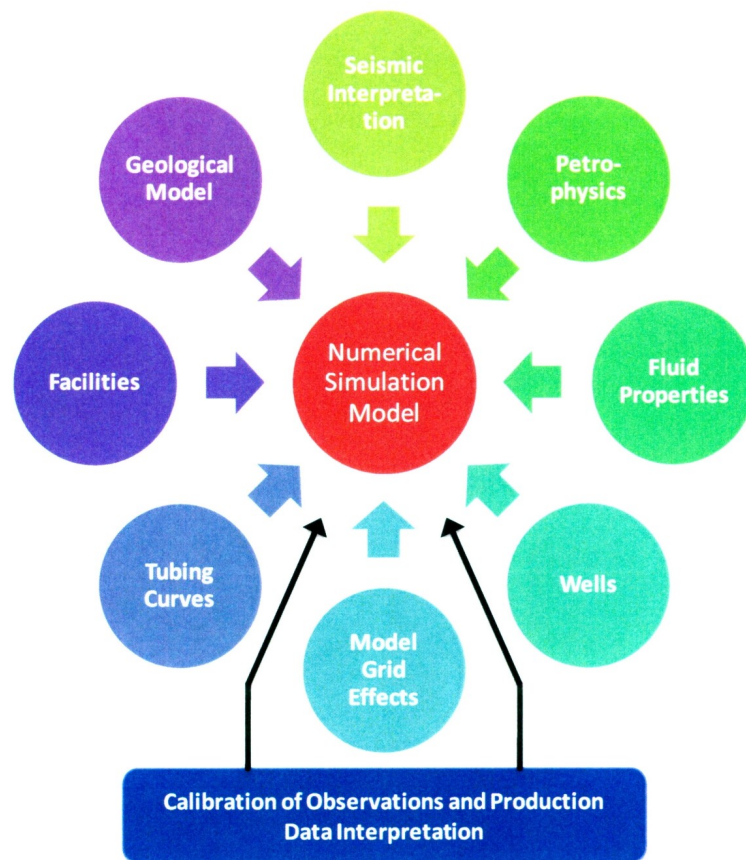 Seismic
Interpreta-
tion
Geological
Model
Petro-
physics
Facilities
Numerical
Simulation
Model
Fluid
Properties
Tubing
Curves
Wells
Model
Grid
Effects
Calibration of Observations and Production
Data Interpretation